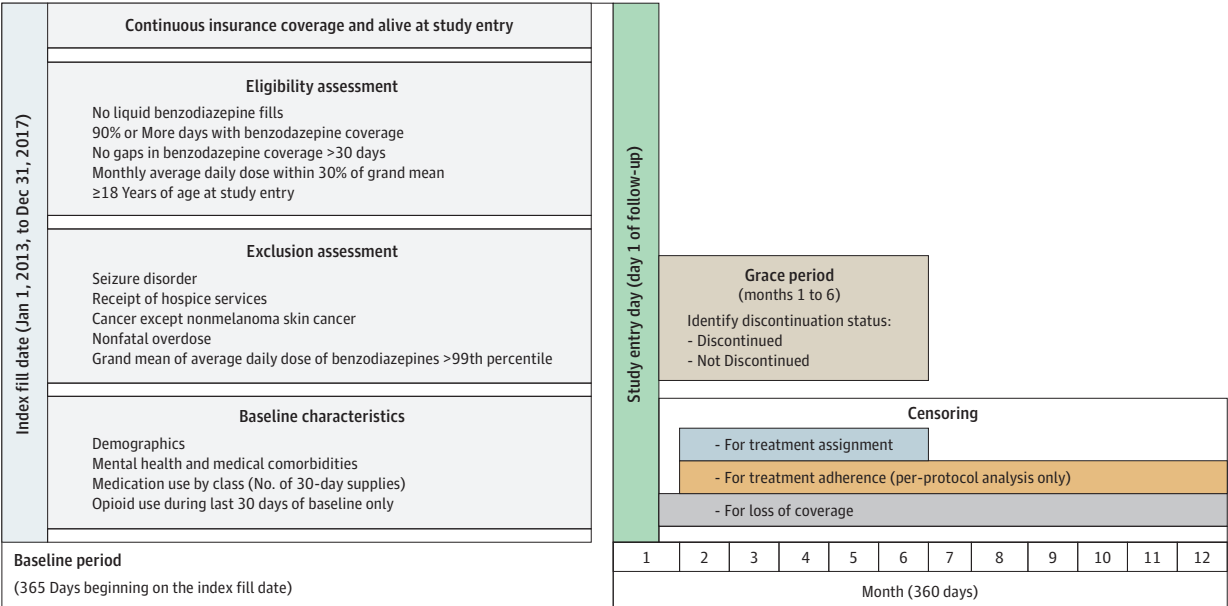 Index fill date (Jan 1, 2013, to Dec 31, 2017)
Continuous insurance coverage and alive at study entry
Eligibility assessment
No liquid benzodiazepine fills
90% or More days with benzodazepine coverage
No gaps in benzodazepine coverage >30 days
Monthly average daily dose within 30% of grand mean
≥18 Years of age at study entry
Exclusion assessment
Seizure disorder
Receipt of hospice services
Cancer except nonmelanoma skin cancer
Nonfatal overdose
Grand mean of average daily dose of benzodiazepines >99th percentile
Baseline characteristics
Demographics
Mental health and medical comorbidities
Medication use by class (No. of 30-day supplies)
Opioid use during last 30 days of baseline only
Baseline period
(365 Days beginning on the index fill date)
Study entry day (day 1 of follow-up)
Grace period
(months 1 to 6)
Identify discontinuation status:
- Discontinued
- Not Discontinued
Censoring
- For treatment assignment
- For treatment adherence (per-protocol analysis only)
- For loss of coverage
1 2 3 4 5 6 7 8 9 10 11 12
Month (360 days)